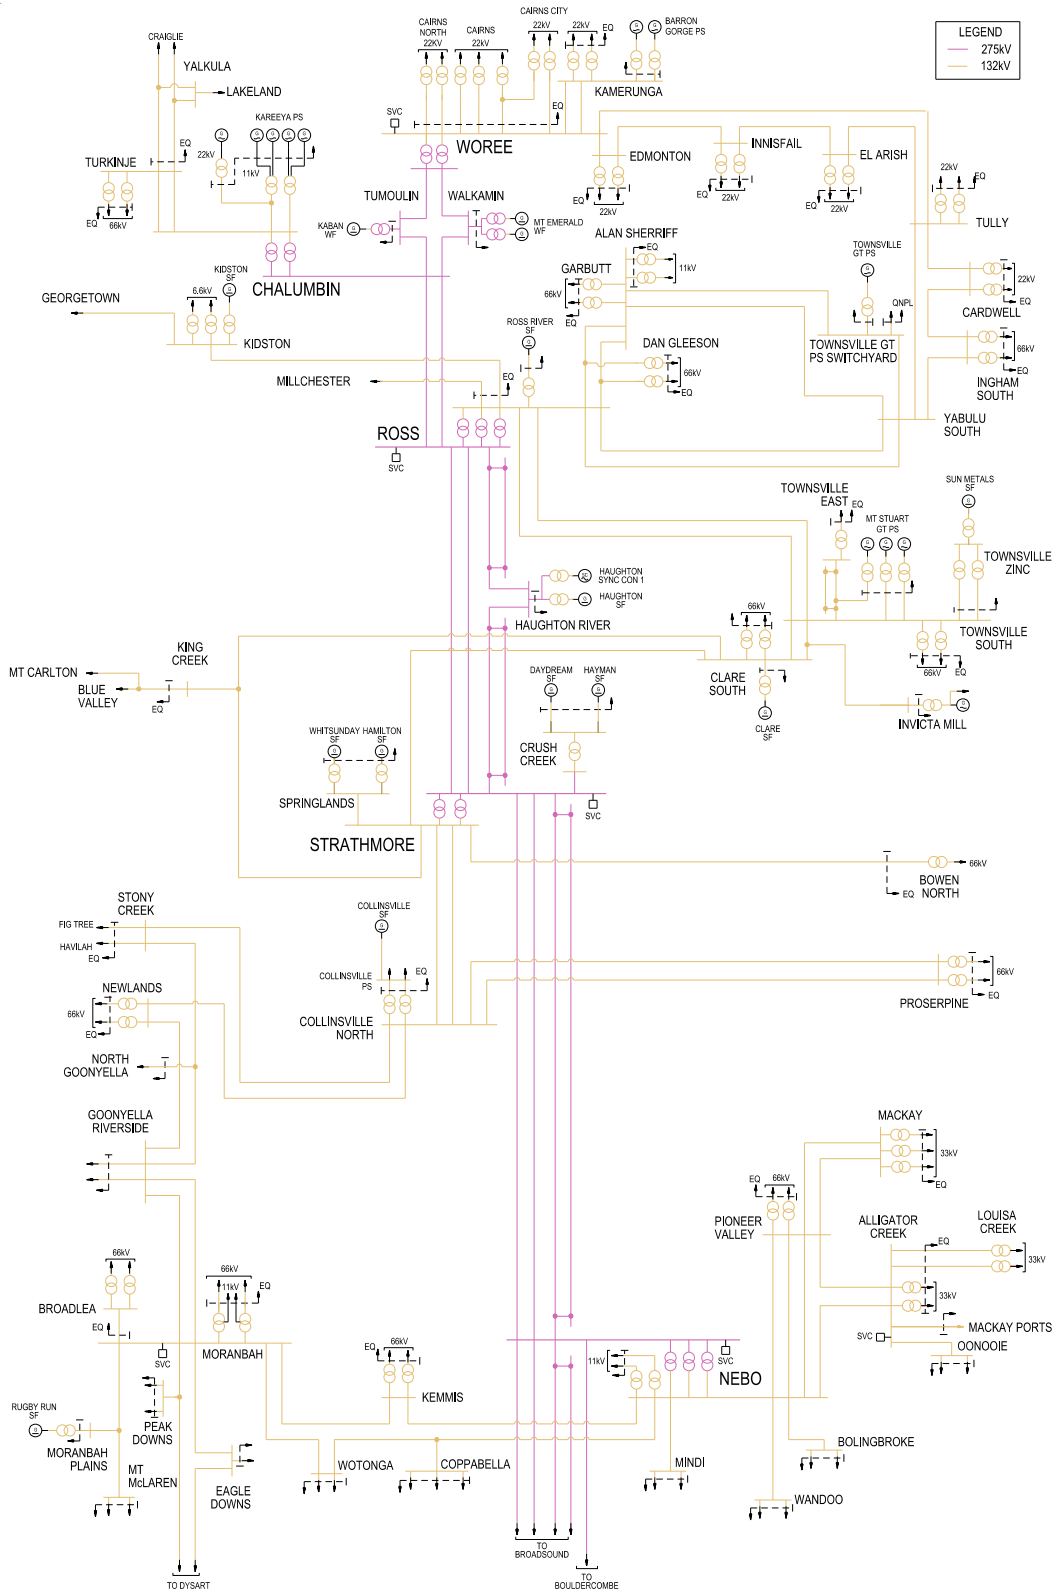 LEGEND
275kV
132kV
CRAIGLIE
YALKULA
LAKELAND
CAIRNS
NORTH
22KV
CAIRNS
22kV
CAIRNS CITY
22kV
22kV
EQ
BARRON
GORGE PS
KAMERUNGA
SVC
EQ
WOREE
KAREEYA PS
22kV
11kV
EQ
TURKINJE
EQ
66kV
EDMONTON
EQ
22kV
INNISFAIL
EQ
22kV
EL ARISH
EQ
22kV
22kV
EQ
TULLY
TUMOULIN
WALKAMIN
KABAN
WF
MT EMERALD
WF
CHALUMBIN
ALAN SHERRIFF
EQ
11kV
GARBUTT
66kV
EQ
TOWNSVILLE
GT PS
QNPL
TOWNSVILLE GT
PS SWITCHYARD
22kV
EQ
CARDWELL
66kV
EQ
INGHAM
SOUTH
GEORGETOWN
6.6kV
KIDSTON
SF
KIDSTON
ROSS RIVER
SF
EQ
DAN GLEESON
66kV
EQ
MILLCHESTER
YABULU
SOUTH
ROSS
SVC
TOWNSVILLE
EAST
EQ
MT STUART
GT PS
SUN METALS
SF
TOWNSVILLE
ZINC
HAUGHTON
SYNC CON 1
HAUGHTON
SF
HAUGHTON RIVER
66kV
TOWNSVILLE
SOUTH
66kV
EQ
KING
CREEK
MT CARLTON
BLUE
VALLEY
EQ
CLARE
SOUTH
CLARE
SF
INVICTA MILL
DAYDREAM
SF
HAYMAN
SF
CRUSH
CREEK
WHITSUNDAY
SF
HAMILTON
SF
SPRINGLANDS
SVC
STRATHMORE
66kV
EQ
BOWEN
NORTH
STONY
CREEK
FIG TREE
HAVILAH
EQ
COLLINSVILLE
SF
COLLINSVILLE
PS
EQ
COLLINSVILLE
NORTH
66kV
EQ
PROSERPINE
NEWLANDS
66kV
EQ
NORTH
GOONYELLA
GOONYELLA
RIVERSIDE
MACKAY
33kV
EQ
66kV
EQ
PIONEER
VALLEY
ALLIGATOR
CREEK
EQ
LOUISA
CREEK
33kV
33kV
MACKAY PORTS
SVC
OONOOIE
66kV
BROADLEA
EQ
66kV
11kV
EQ
MORANBAH
SVC
66kV
EQ
KEMMIS
11kV
NEBO
SVC
RUGBY RUN
SF
MORANBAH
PLAINS
PEAK
DOWNS
MT
McLAREN
EAGLE
DOWNS
WOTONGA
COPPABELLA
MINDI
BOLINGBROKE
WANDOO
TO DYSART
TO
BROADSOUND
TO
BOULDERCOMBE